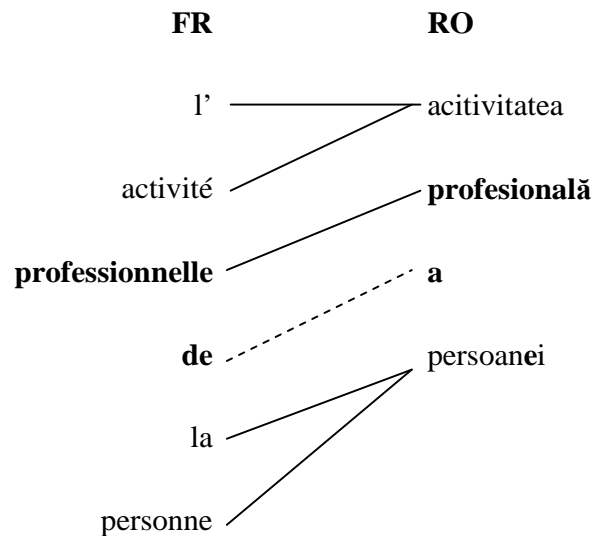 FR RO
l’ acitivitatea
activité profesională
professionnelle a
de persoanei
la
personne